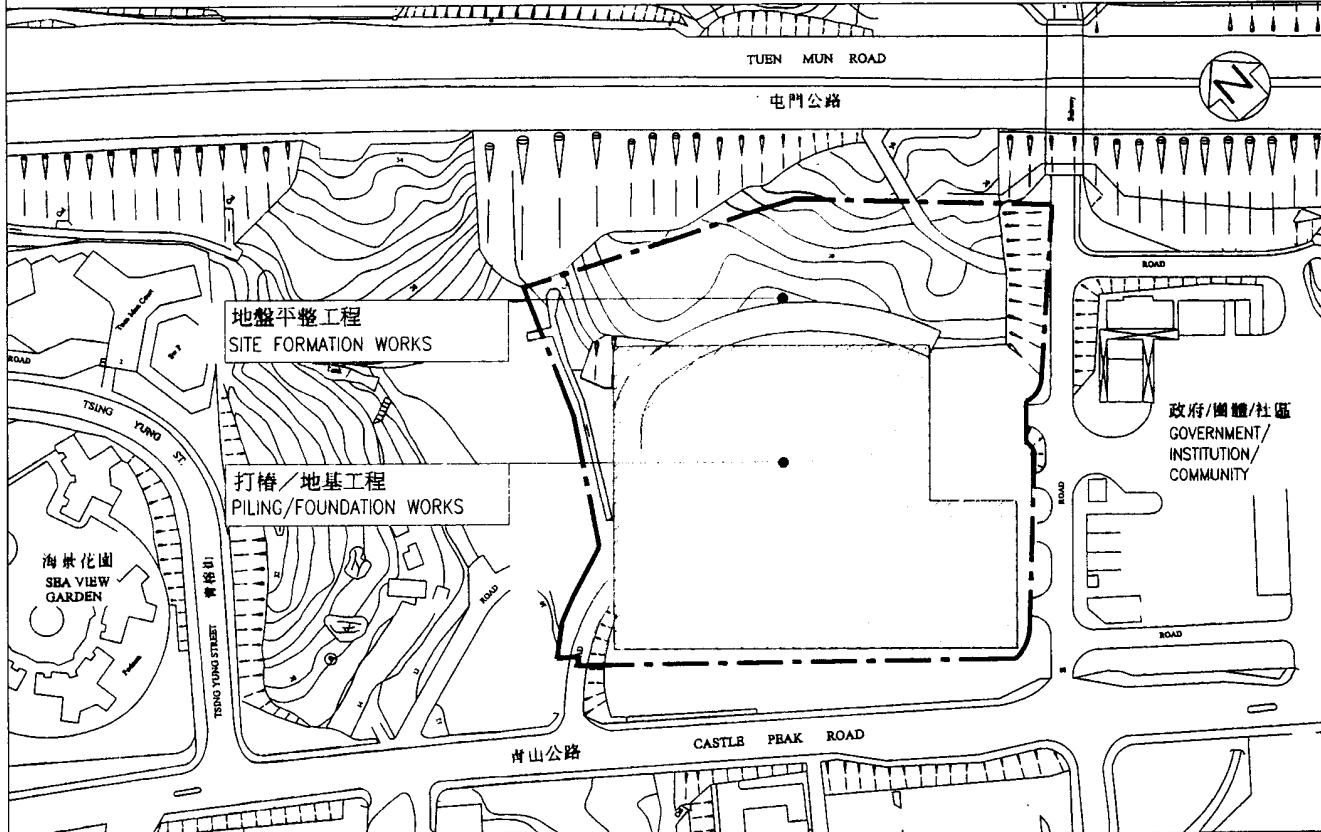 TUEN MUN ROAD
屯門公路
N
Subway
ROAD
地盤平整工程
SITE FORMATION WORKS
ROAD
TSING YUNG ST.
政府/團體/社區
GOVERNMENT/
INSTITUTION/
COMMUNITY
打樁／地基工程
PILING/FOUNDATION WORKS
ROAD
ROAD
海景花園
SEA VIEW
GARDEN
Podium
TSING YUNG STREET
ROAD
青山公路
CASTLE PEAK ROAD